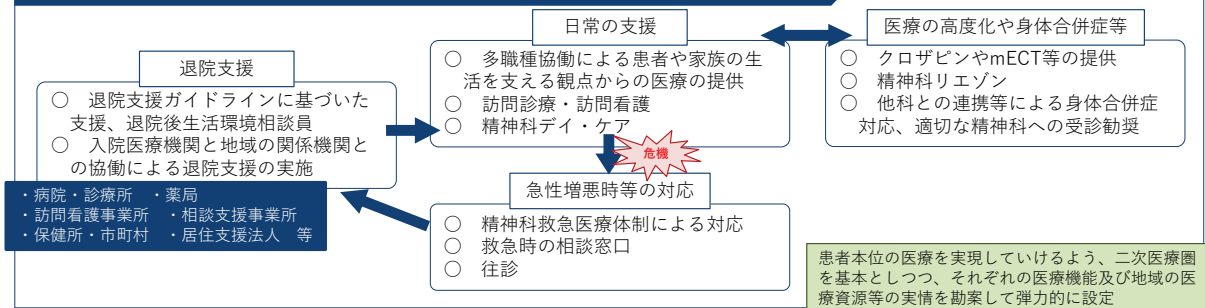 退院支援
○ 退院支援ガイドラインに基づいた
支援、退院後生活環境相談員
○ 入院医療機関と地域の関係機関と
の協働による退院支援の実施
・病院・診療所 ・薬局
・訪問看護事業所 ・相談支援事業所
・保健所・市町村 ・居住支援法人 等
日常の支援
○ 多職種協働による患者や家族の生
活を支える観点からの医療の提供
○ 訪問診療・訪問看護
○ 精神科デイ・ケア
危機
急性増悪時等の対応
○ 精神科救急医療体制による対応
○ 救急時の相談窓口
○ 往診
医療の高度化や身体合併症等
○ クロザピンやmECT等の提供
○ 精神科リエゾン
○ 他科との連携等による身体合併症
対応、適切な精神科への受診勧奨
患者本位の医療を実現していけるよう、二次医療圏
を基本としつつ、それぞれの医療機能及び地域の医
療資源等の実情を勘案して弾力的に設定